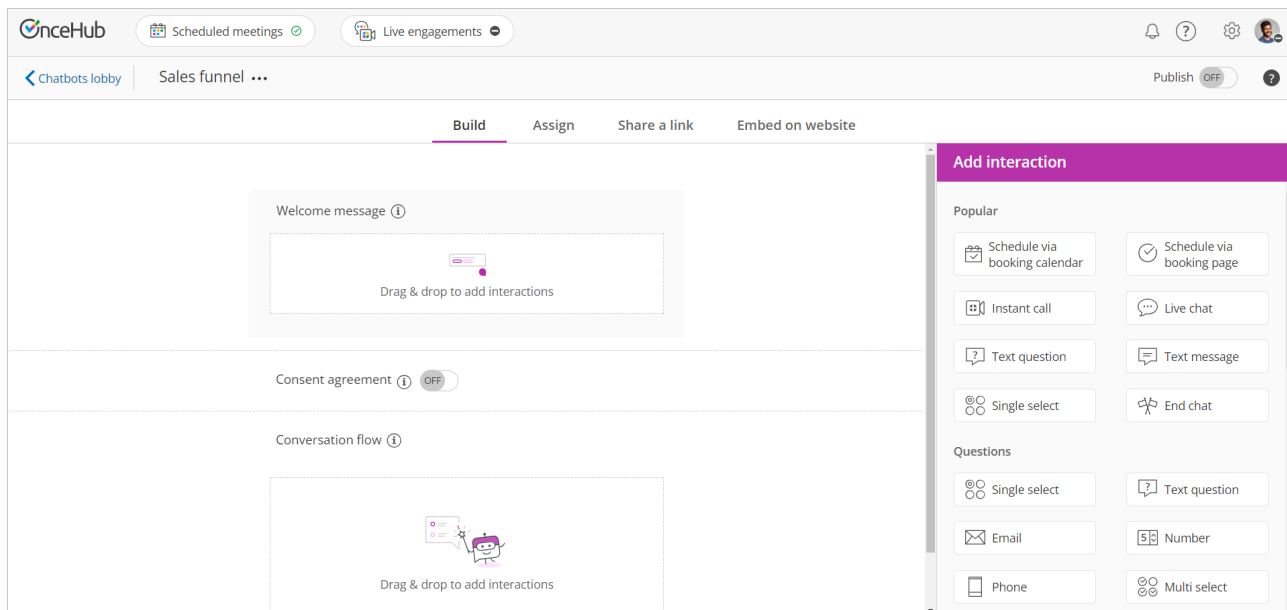 OnceHub
Scheduled meetings
Live engagements
?
Chatbots lobby
Sales funnel •••
Publish OFF
?
Build
Assign
Share a link
Embed on website
Add interaction
Welcome message
Drag & drop to add interactions
Consent agreement OFF
Conversation flow
Drag & drop to add interactions
Popular
Schedule via
booking calendar
Schedule via
booking page
Instant call
Live chat
Text question
Text message
Single select
End chat
Questions
Single select
Text question
Email
5 Number
Phone
Multi select